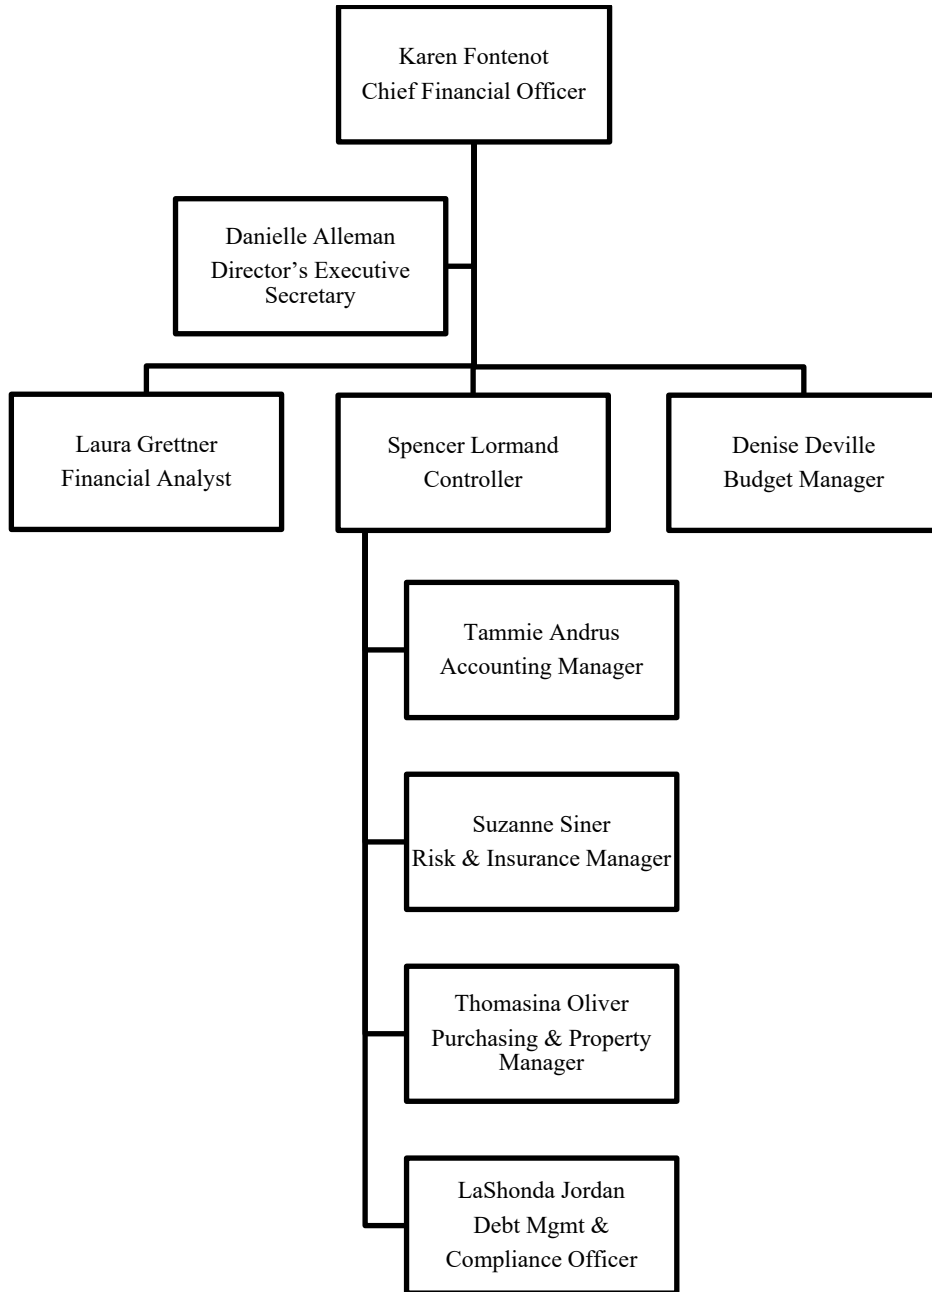 Karen Fontenot
Chief Financial Officer
Danielle Alleman
Director’s Executive
Secretary
Laura Grettner
Financial Analyst
Spencer Lormand
Controller
Denise Deville
Budget Manager
Tammie Andrus
Accounting Manager
Suzanne Siner
Risk & Insurance Manager
Thomasina Oliver
Purchasing & Property
Manager
LaShonda Jordan
Debt Mgmt &
Compliance Officer